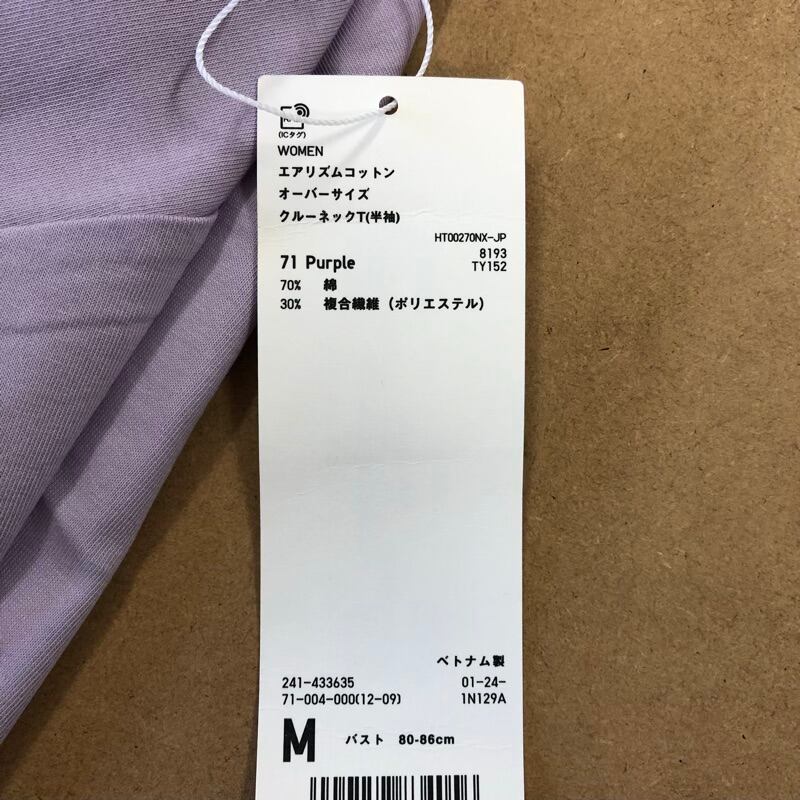 (ICタグ)
WOMEN
エアリズムコットン
オーバーサイズ
クルーネックT(半袖)
HT00270NX-JP
71 Purple 8193
TY152
70% 綿
30% 複合繊維（ポリエステル）
ベトナム製
241-433635 01-24-
71-004-000(12-09) 1N129A
M バスト 80-86cm